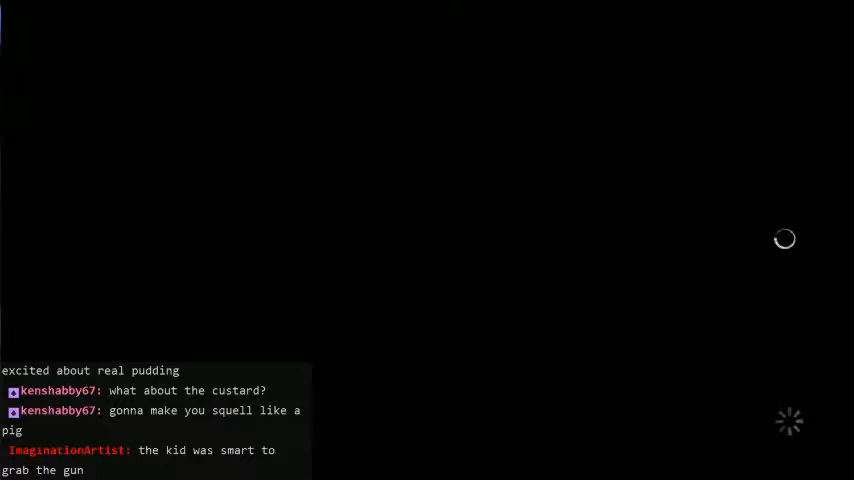 excited about real pudding
kenshabby67: what about the custard?
kenshabby67: gonna make you squell like a
pig
ImaginationArtist: the kid was smart to
grab the gun